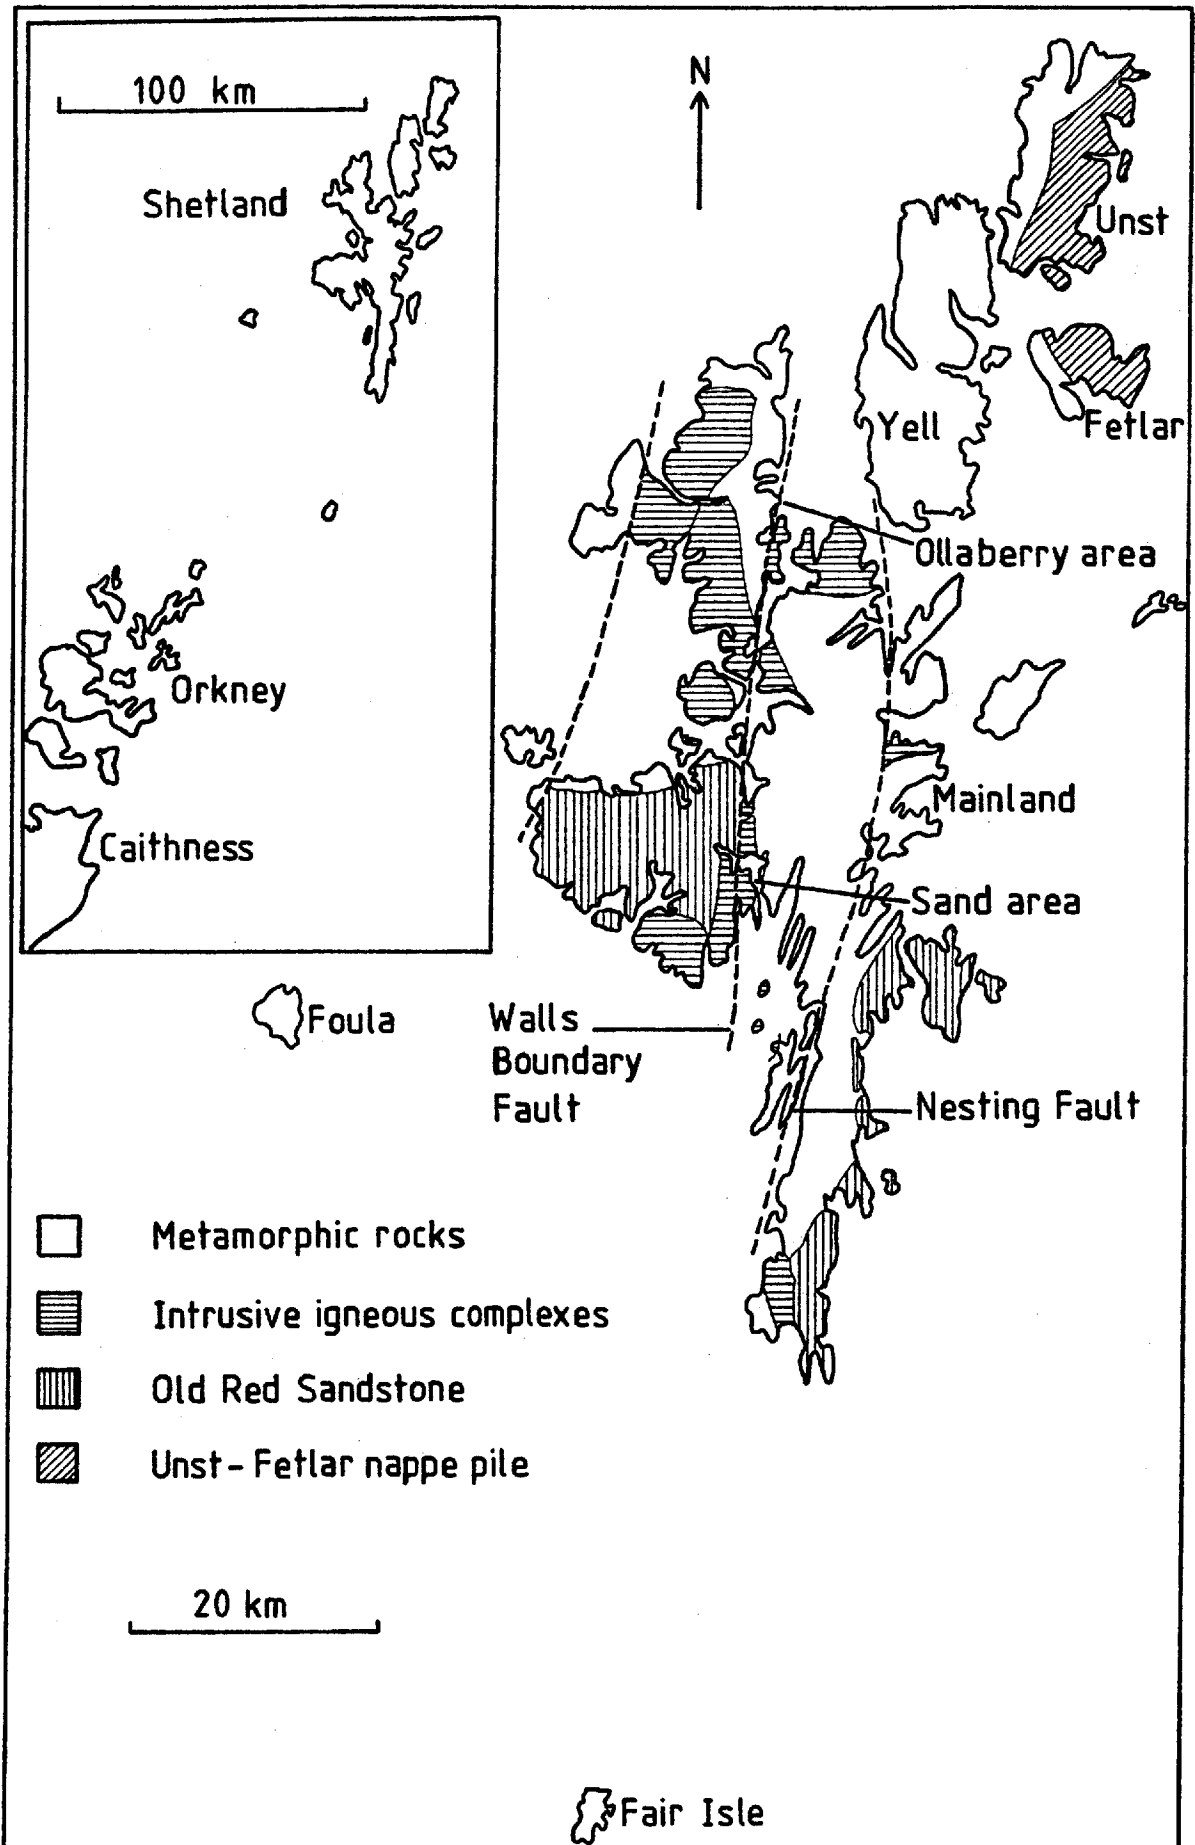 100 km
Shetland
Orkney
Caithness
N
Unst
Fetlar
Yell
Ollaberry area
Mainland
Sand area
Foula
Walls
Boundary
Fault
Nesting Fault
Metamorphic rocks
Intrusive igneous complexes
Old Red Sandstone
Unst-Fetlar nappe pile
20 km
Fair Isle